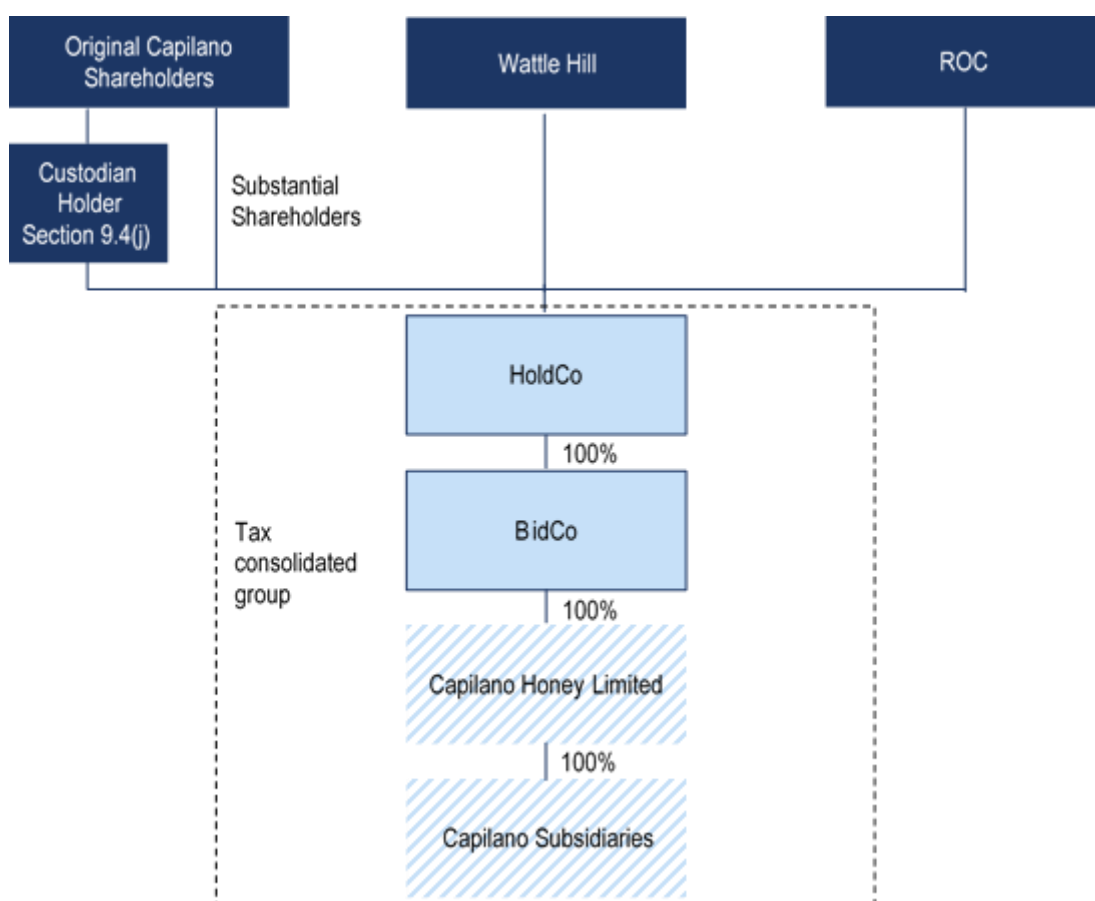 Original Capilano
Shareholders
Wattle Hill
ROC
Custodian
Holder
Section 9.4(j)
Substantial
Shareholders
HoldCo
100%
BidCo
Tax
consolidated
group
100%
Capilano Honey Limited
100%
Capilano Subsidiaries